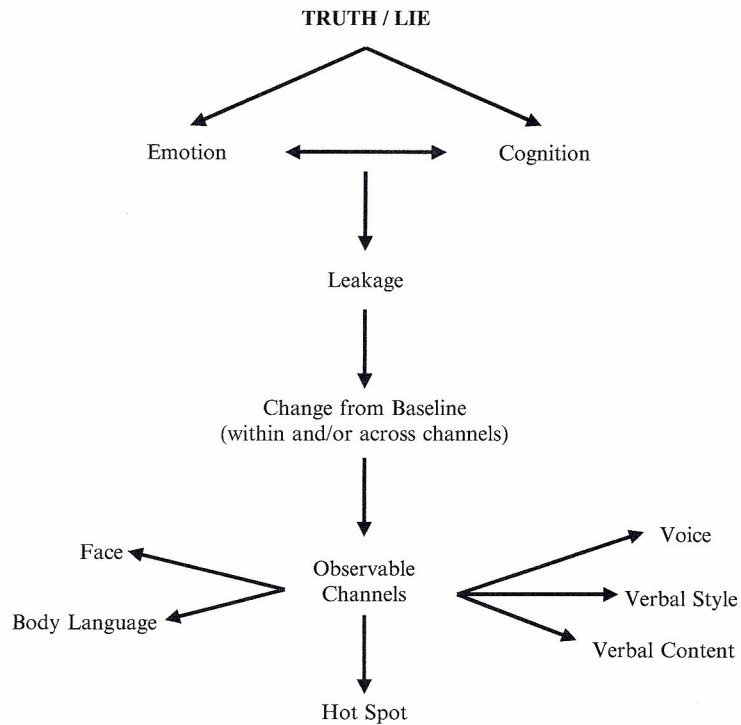 TRUTH / LIE
Emotion
Cognition
Leakage
Change from Baseline
(within and/or across channels)
Face
Body Language
Observable
Channels
Voice
Verbal Style
Verbal Content
Hot Spot